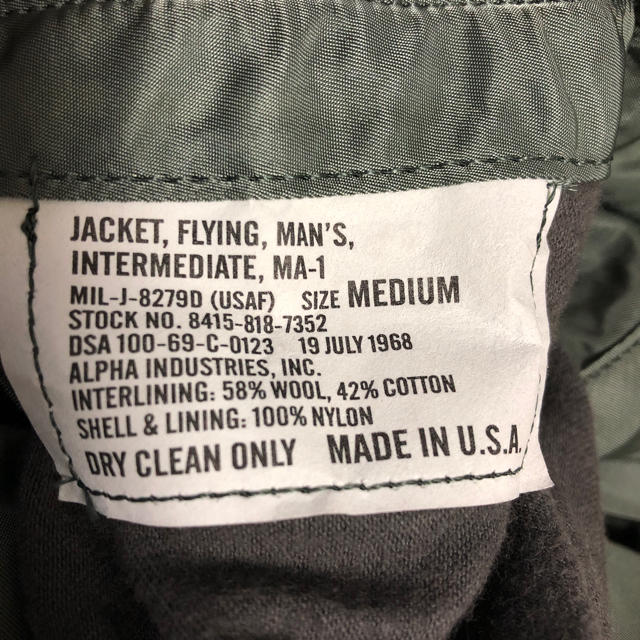 JACKET, FLYING, MAN'S,
INTERMEDIATE, MA-1
MIL-J-8279D (USAF) SIZE MEDIUM
STOCK NO. 8415-818-7352
DSA 100-69-C-0123 19 JULY 1968
ALPHA INDUSTRIES, INC.
INTERLINING: 58% WOOL, 42% COTTON
SHELL & LINING: 100% NYLON
DRY CLEAN ONLY MADE IN U.S.A.